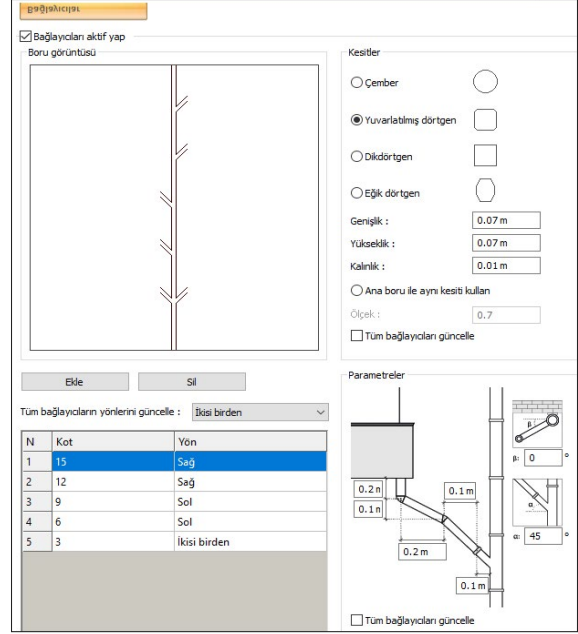 Bağlayıcılar
Bağlayıcıları aktif yap
Boru görüntüsü
Ekle
Sil
Tüm bağlayıcıların yönlerini güncelle :
İkisi birden
N Kot Yön
1 15 Sağ
2 12 Sağ
3 9 Sol
4 6 Sol
5 3 İkisi birden
Kesitler
Çember
Yuvarlatılmış dörtgen
Dikdörtgen
Eğik dörtgen
Genişlik : 0.07 m
Yükseklik : 0.07 m
Kalınlık : 0.01 m
Ana boru ile aynı kesiti kullan
Ölçek : 0.7
Tüm bağlayıcıları güncelle
Parametreler
β
β: 0 °
0.2 n
0.1 m
0.1n
α
α: 45 °
0.2 m
0.1 m
Tüm bağlayıcıları güncelle